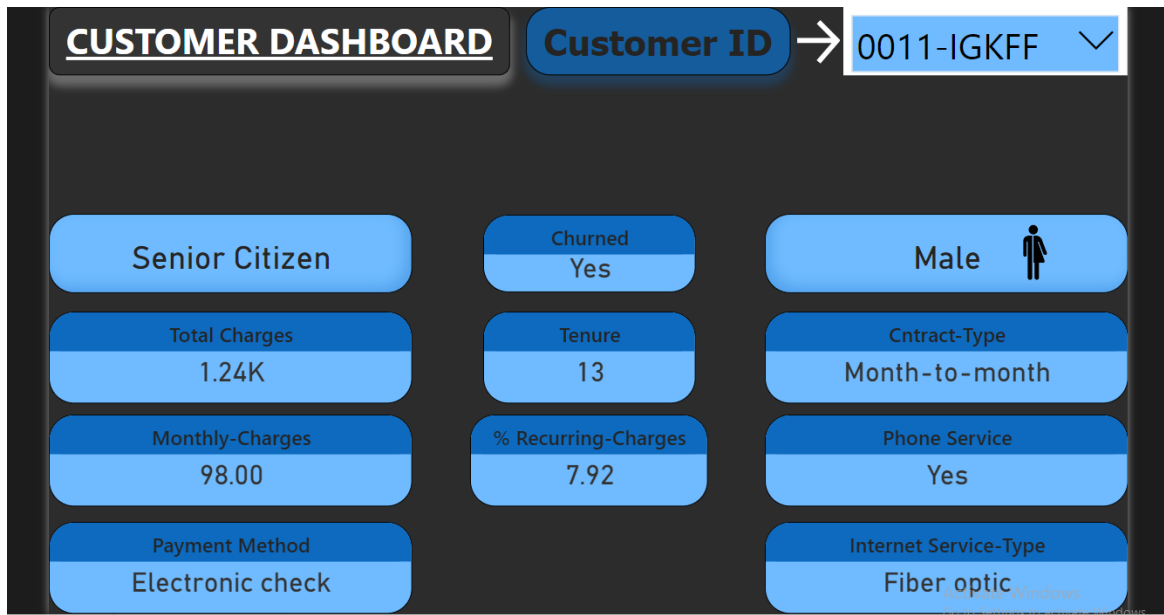 CUSTOMER DASHBOARD
Customer ID
0011-IGKFF
Senior Citizen
Churned
Yes
Male
Total Charges
1.24K
Tenure
13
Cntract-Type
Month-to-month
Monthly-Charges
98.00
% Recurring-Charges
7.92
Phone Service
Yes
Payment Method
Electronic check
Internet Service-Type
Fiber optic
Activate Windows